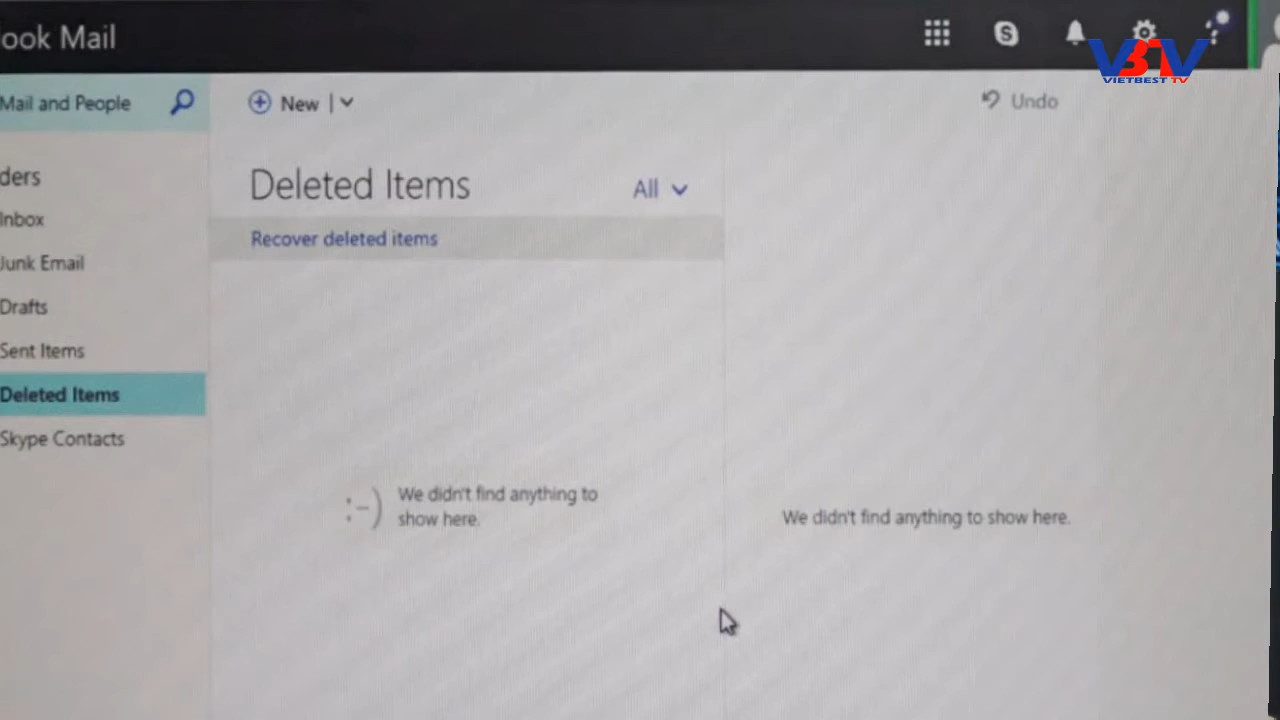 ook Mail
VBTV
VIETBEST TV
Mail and People
New
Undo
ders
Deleted Items
All
Inbox
Recover deleted items
Junk Email
Drafts
Sent Items
Deleted Items
Skype Contacts
:-)
We didn't find anything to
show here.
We didn't find anything to show here.